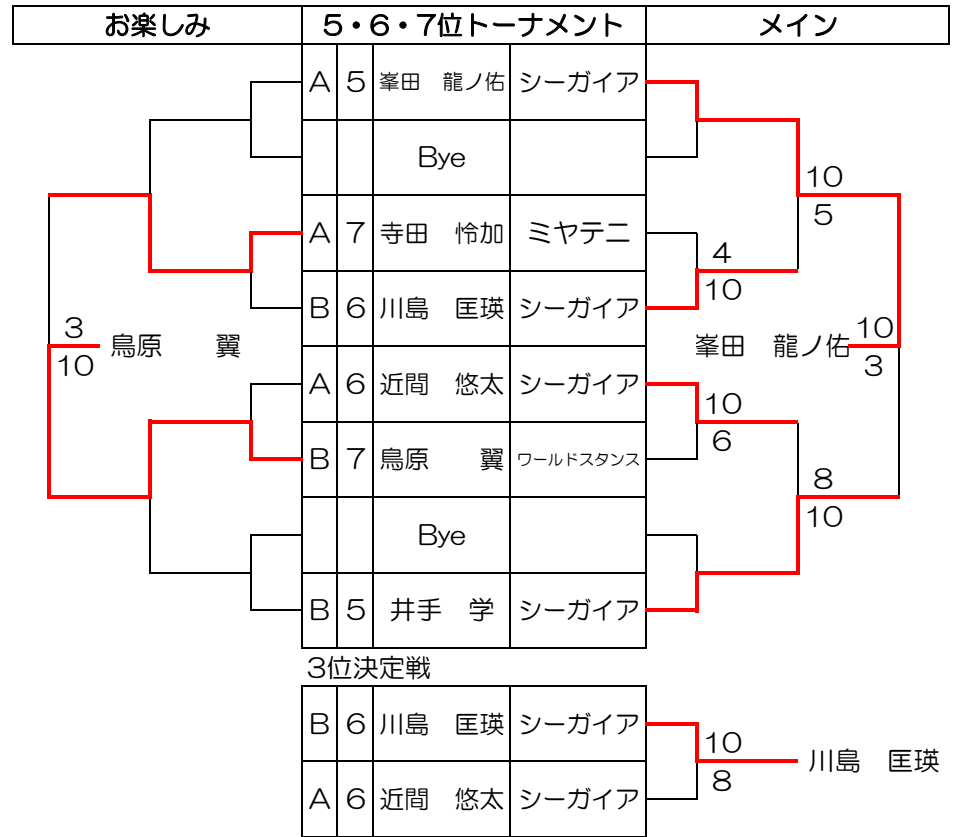 お楽しみ 5・6・7位トーナメント メイン
A 5 峯田 龍ノ佑 シーガイア
Bye
10
5
A 7 寺田 怜加 ミヤテニ
4
10
B 6 川島 匡瑛 シーガイア
3
10
鳥原 翼
峯田 龍ノ佑
10
3
A 6 近間 悠太 シーガイア
10
6
B 7 鳥原 翼 ワールドスタンス
8
10
Bye
B 5 井手 学 シーガイア
3位決定戦
B 6 川島 匡瑛 シーガイア
10
8
川島 匡瑛
A 6 近間 悠太 シーガイア